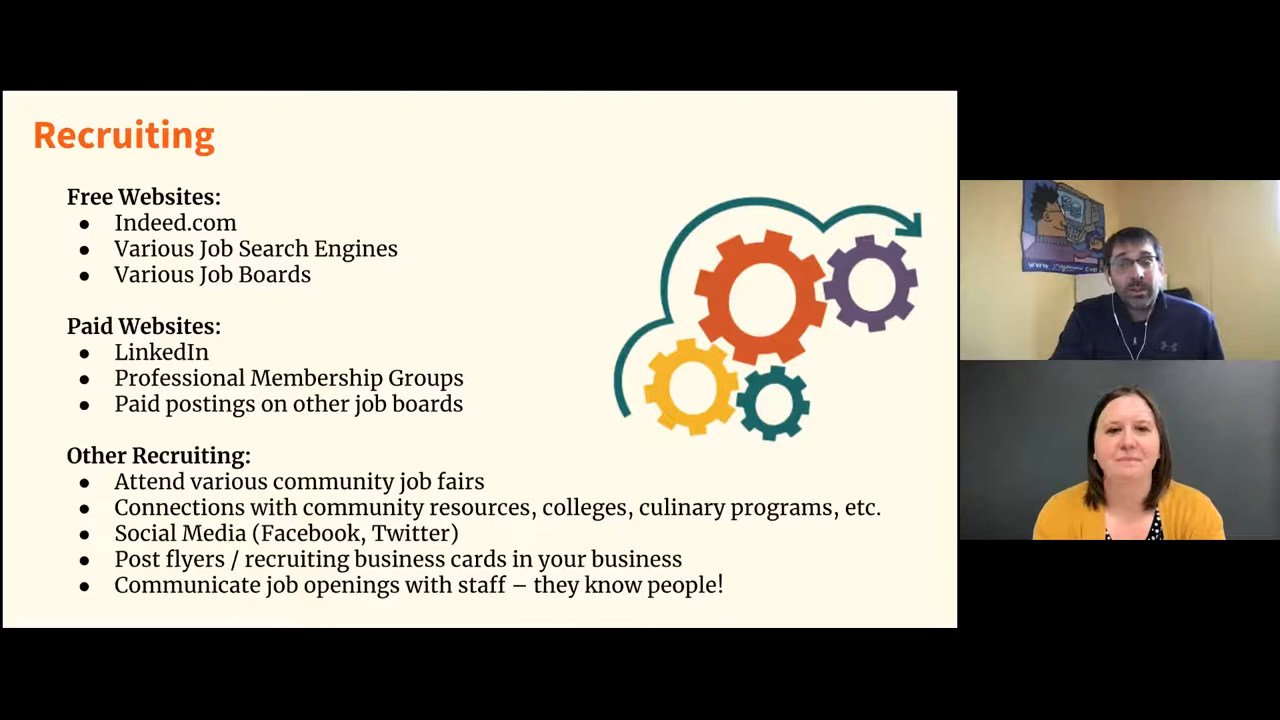 Recruiting
Free Websites:
● Indeed.com
● Various Job Search Engines
● Various Job Boards
Paid Websites:
● LinkedIn
● Professional Membership Groups
● Paid postings on other job boards
Other Recruiting:
● Attend various community job fairs
● Connections with community resources, colleges, culinary programs, etc.
● Social Media (Facebook, Twitter)
● Post flyers / recruiting business cards in your business
● Communicate job openings with staff – they know people!